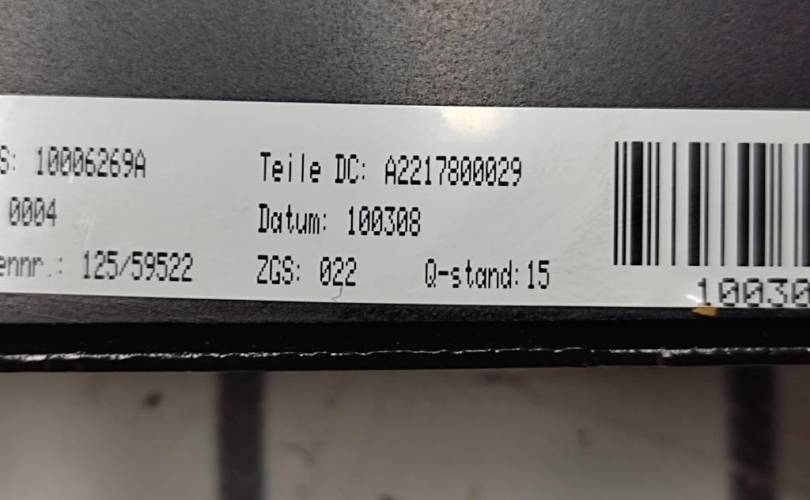 S: 10006269A Teile DC: A2217800029
0004 Datum: 100308
ennr.: 125/59522 ZGS: 022 Q-stand:15
10030